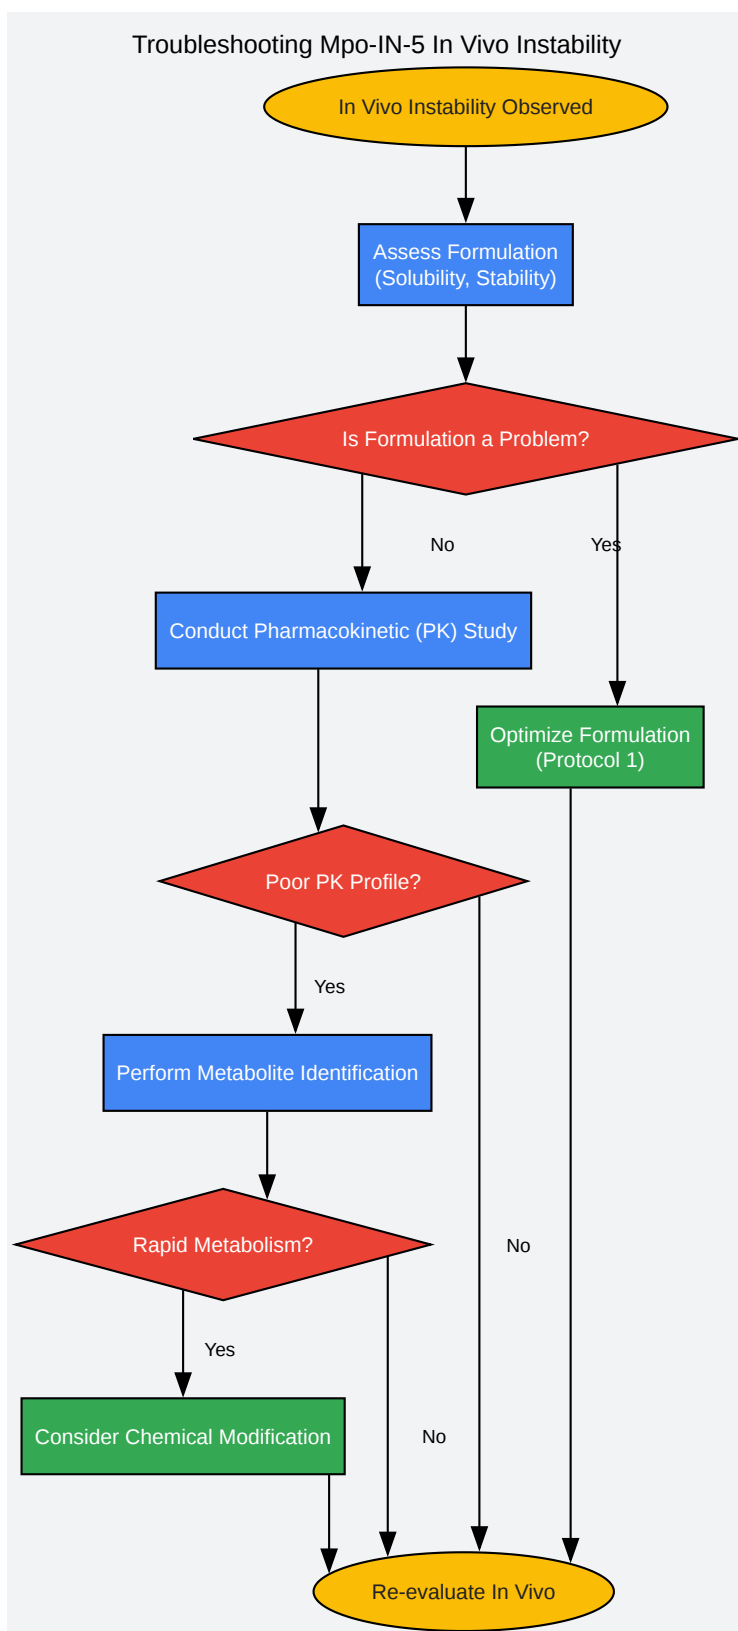 Troubleshooting Mpo-IN-5 In Vivo Instability
In Vivo Instability Observed
Assess Formulation
(Solubility, Stability)
Is Formulation a Problem?
No
Yes
Conduct Pharmacokinetic (PK) Study
Optimize Formulation
(Protocol 1)
Poor PK Profile?
Yes
Perform Metabolite Identification
Rapid Metabolism?
No
Yes
Consider Chemical Modification
No
Re-evaluate In Vivo